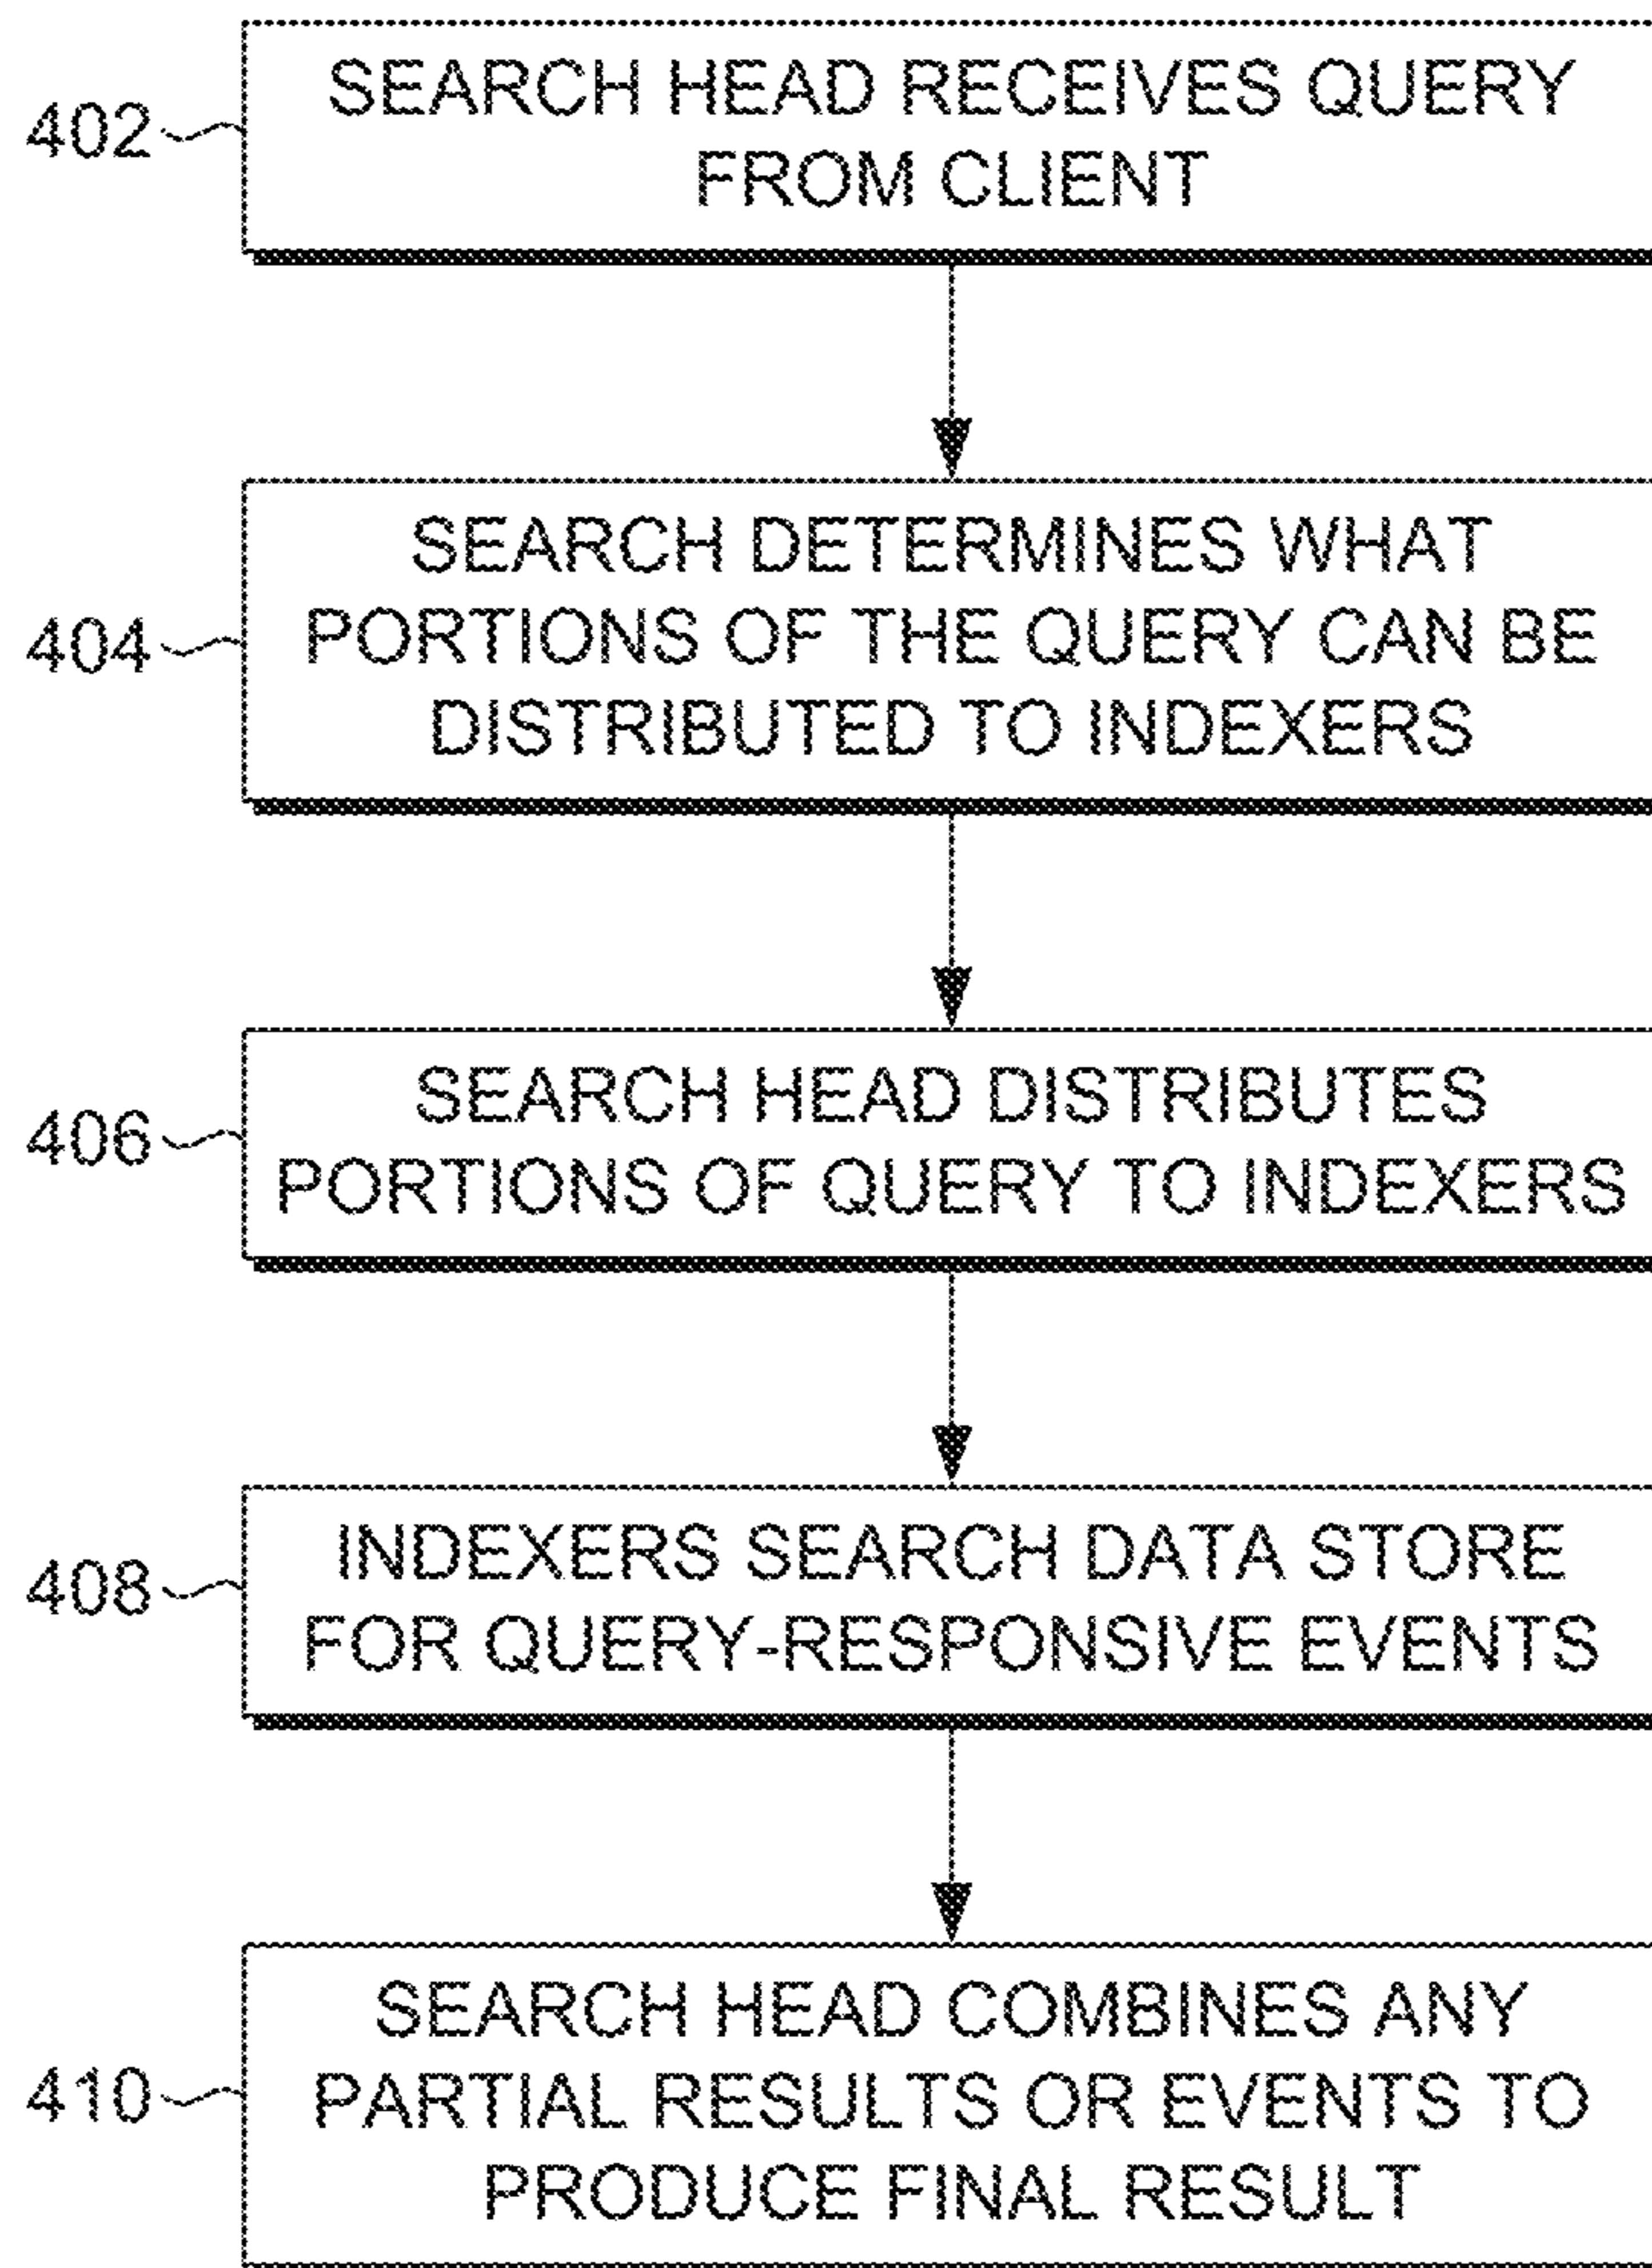 402
SEARCH HEAD RECEIVES QUERY
FROM CLIENT
404
SEARCH DETERMINES WHAT
PORTIONS OF THE QUERY CAN BE
DISTRIBUTED TO INDEXERS
406
SEARCH HEAD DISTRIBUTES
PORTIONS OF QUERY TO INDEXERS
408
INDEXERS SEARCH DATA STORE
FOR QUERY-RESPONSIVE EVENTS
410
SEARCH HEAD COMBINES ANY
PARTIAL RESULTS OR EVENTS TO
PRODUCE FINAL RESULT